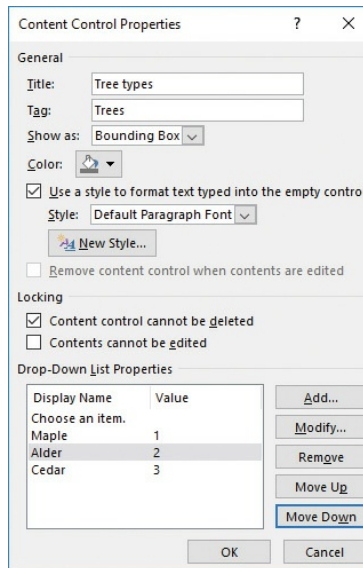 Content Control Properties ? ×
General
Title: Tree types
Tag: Trees
Show as: Bounding Box
Color:
Use a style to format text typed into the empty contro
Style: Default Paragraph Font
New Style...
Remove content control when contents are edited
Locking
Content control cannot be deleted
Contents cannot be edited
Drop-Down List Properties
Display Name Value
Choose an item.
Maple 1
Alder 2
Cedar 3
Add...
Modify...
Remove
Move Up
Move Down
OK Cancel